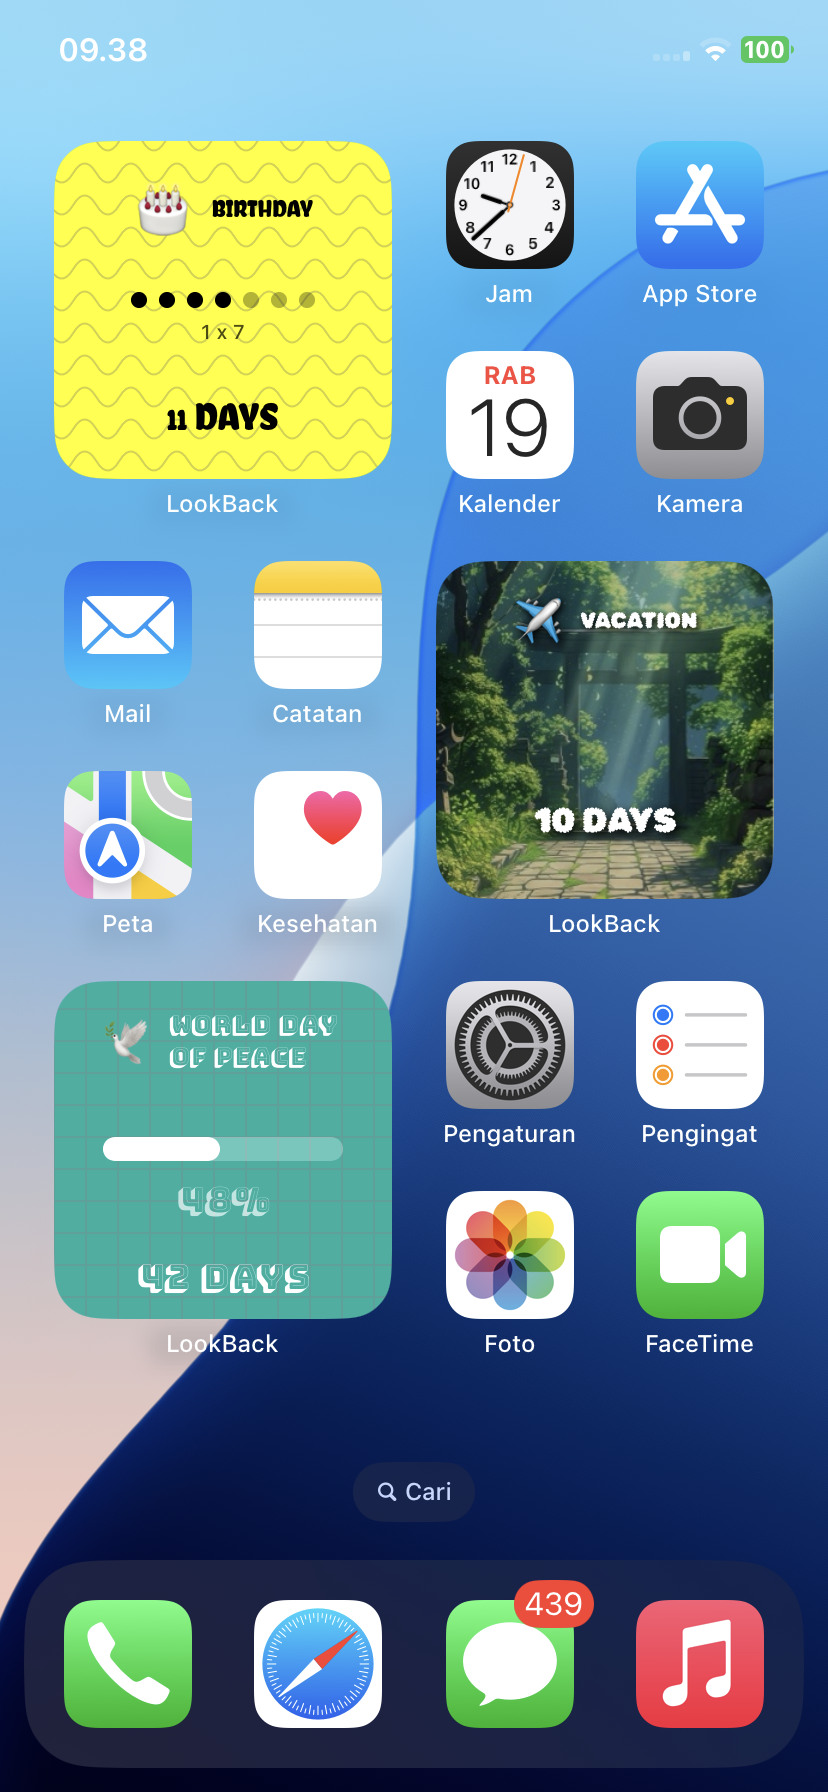 09.38
100
BIRTHDAY
1 x 7
11 DAYS
LookBack
12
1
2
3
4
5
6
7
8
9
10
11
Jam
App Store
RAB
19
Kalender
Kamera
Mail
Catatan
VACATION
10 DAYS
LookBack
Peta
Kesehatan
WORLD DAY
OF PEACE
48%
42 DAYS
LookBack
Pengaturan
Pengingat
Foto
FaceTime
Cari
439